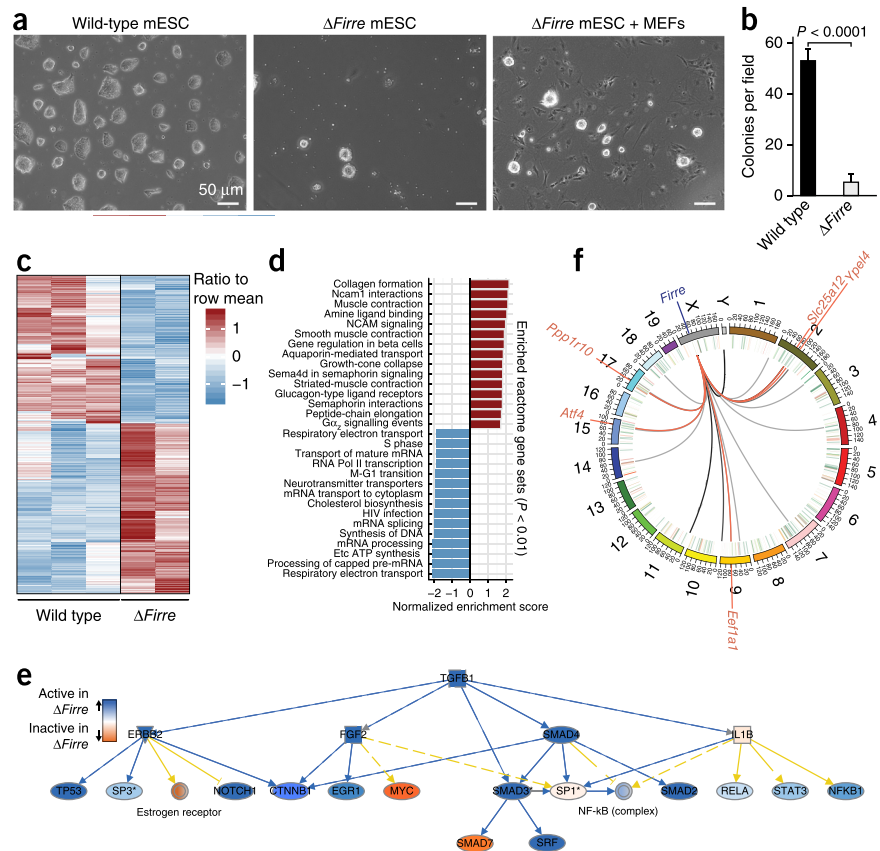 a
Wild-type mESC
ΔFirre mESC
ΔFirre mESC + MEFs
50 μm
b
P < 0.0001
Colonies per field
60
40
20
0
Wild type
ΔFirre
c
Ratio to
row mean
1
0
−1
Wild type
ΔFirre
d
Collagen formation
Ncam1 interactions
Muscle contraction
Amine ligand binding
NCAM signaling
Smooth muscle contraction
Gene regulation in beta cells
Aquaporin-mediated transport
Growth-cone collapse
Sema4d in semaphorin signaling
Striated-muscle contraction
Glucagon-type ligand receptors
Semaphorin interactions
Peptide-chain elongation
Gαz signalling events
Respiratory electron transport
S phase
Transport of mature mRNA
RNA Pol II transcription
M-G1 transition
Neurotransmitter transporters
mRNA transport to cytoplasm
Cholesterol biosynthesis
HIV infection
mRNA splicing
Synthesis of DNA
mRNA processing
Etc ATP synthesis
Processing of capped pre-mRNA
Respiratory electron transport
−2 −1 0 1 2
Normalized enrichment score
Enriched reactome gene sets (P < 0.01)
f
Firre
Slc25a12
Ypel4
Ppp1r10
Atf4
Eef1a1
X
Y
1
2
3
4
5
6
7
8
9
10
11
12
13
14
15
16
17
18
19
e
Active in
ΔFirre
Inactive in
ΔFirre
TGFB1
ERBB2
FGF2
SMAD4
IL1B
TP53
SP3*
NOTCH1
CTNNB1
EGR1
MYC
SMAD3*
SP1*
SMAD2
RELA
STAT3
NFKB1
Estrogen receptor
NF-kB (complex)
SMAD7
SRF